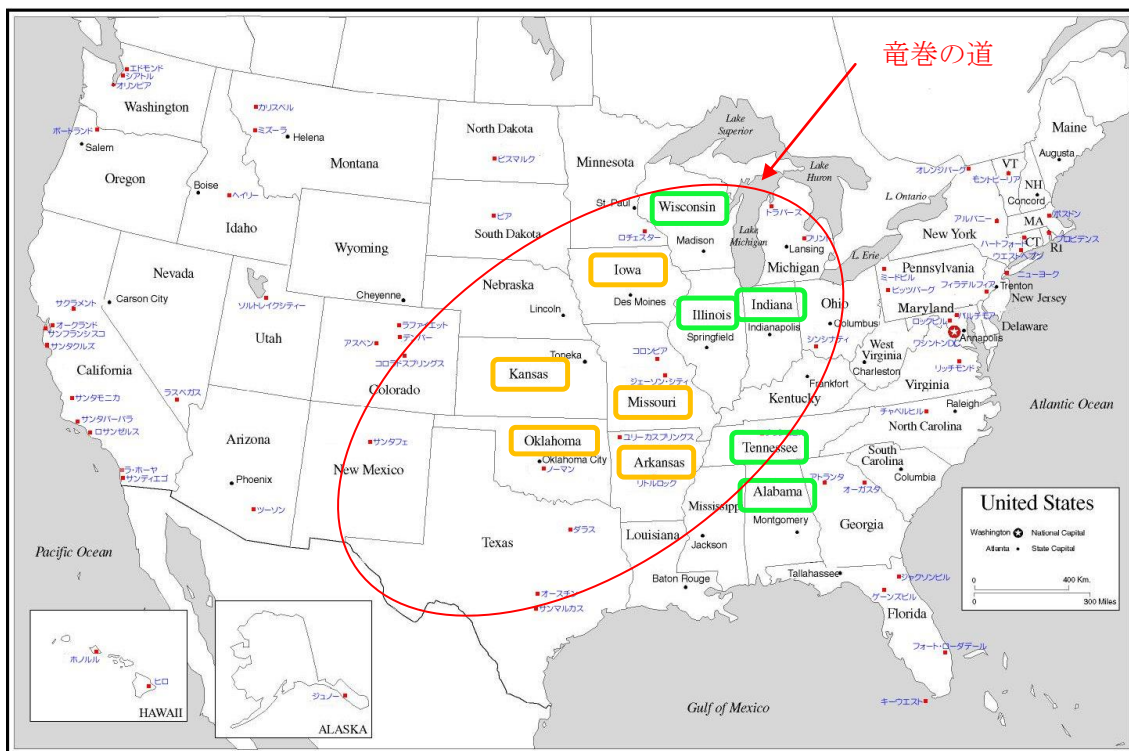 竜巻の道
エドモンド
シアトル
オリンピア
Washington
ポートランド
Salem
Oregon
カリスペル
ミズーラ
Helena
Montana
Boise
ヘイリー
Idaho
Wyoming
Cheyenne
North Dakota
ビスマルク
ピア
South Dakota
Minnesota
St. Paul
ロチェスター
Lake
Superior
Wisconsin
Madison
Lake
Michigan
トラバース
Lake
Huron
フリント
Lansing
Michigan
L. Erie
L. Ontario
オレンジパーク
モントピーリア
VT
Maine
Augusta
NH
Concord
アルバニー
New York
MA
ボストン
プロビデンス
ハートフォード
CT
RI
ウエストヘブン
ニューヨーク
Pennsylvania
ミードビル
ピッツバーグ
フィラデルフィア
Trenton
New Jersey
Maryland
ロックビル
バルチモア
Delaware
Annapolis
ワシントンDC
リッチモンド
Nevada
Carson City
サクラメント
オークランド
サンフランシスコ
サンタクルズ
California
サンタモニカ
サンタバーバラ
ロサンゼルス
ラ・ホーヤ
サンディエゴ
ラスベガス
ソルトレイクシティー
Utah
Arizona
Phoenix
ツーソン
アスペン
ラファイエット
デンバー
コロラドスプリングス
Colorado
サンタフェ
New Mexico
Nebraska
Lincoln
Iowa
Des Moines
Kansas
Topeka
コロンビア
ジェーソン・シティ
Missouri
Illinois
Springfield
Indiana
Indianapolis
Ohio
Columbus
シンシナティ
West
Virginia
Charleston
Virginia
Frankfort
Kentucky
Oklahoma
Oklahoma City
ノーマン
ユリーカスプリングス
Arkansas
リトルロック
Tennessee
チャペルヒル
Raleigh
North Carolina
South
Carolina
Columbia
アトランタ
オーガスタ
Georgia
Alabama
Montgomery
Mississippi
Jackson
Louisiana
Baton Rouge
Texas
ダラス
オースチン
サンマルカス
Tallahassee
ジャクソンビル
ゲーンズビル
Florida
フォート・ローダデール
キーウエスト
Atlantic Ocean
Pacific Ocean
Gulf of Mexico
ホノルル
ヒロ
HAWAII
ジュノー
ALASKA
United States
Washington National Capital
Atlanta State Capital
0 400 Km.
0 300 Miles